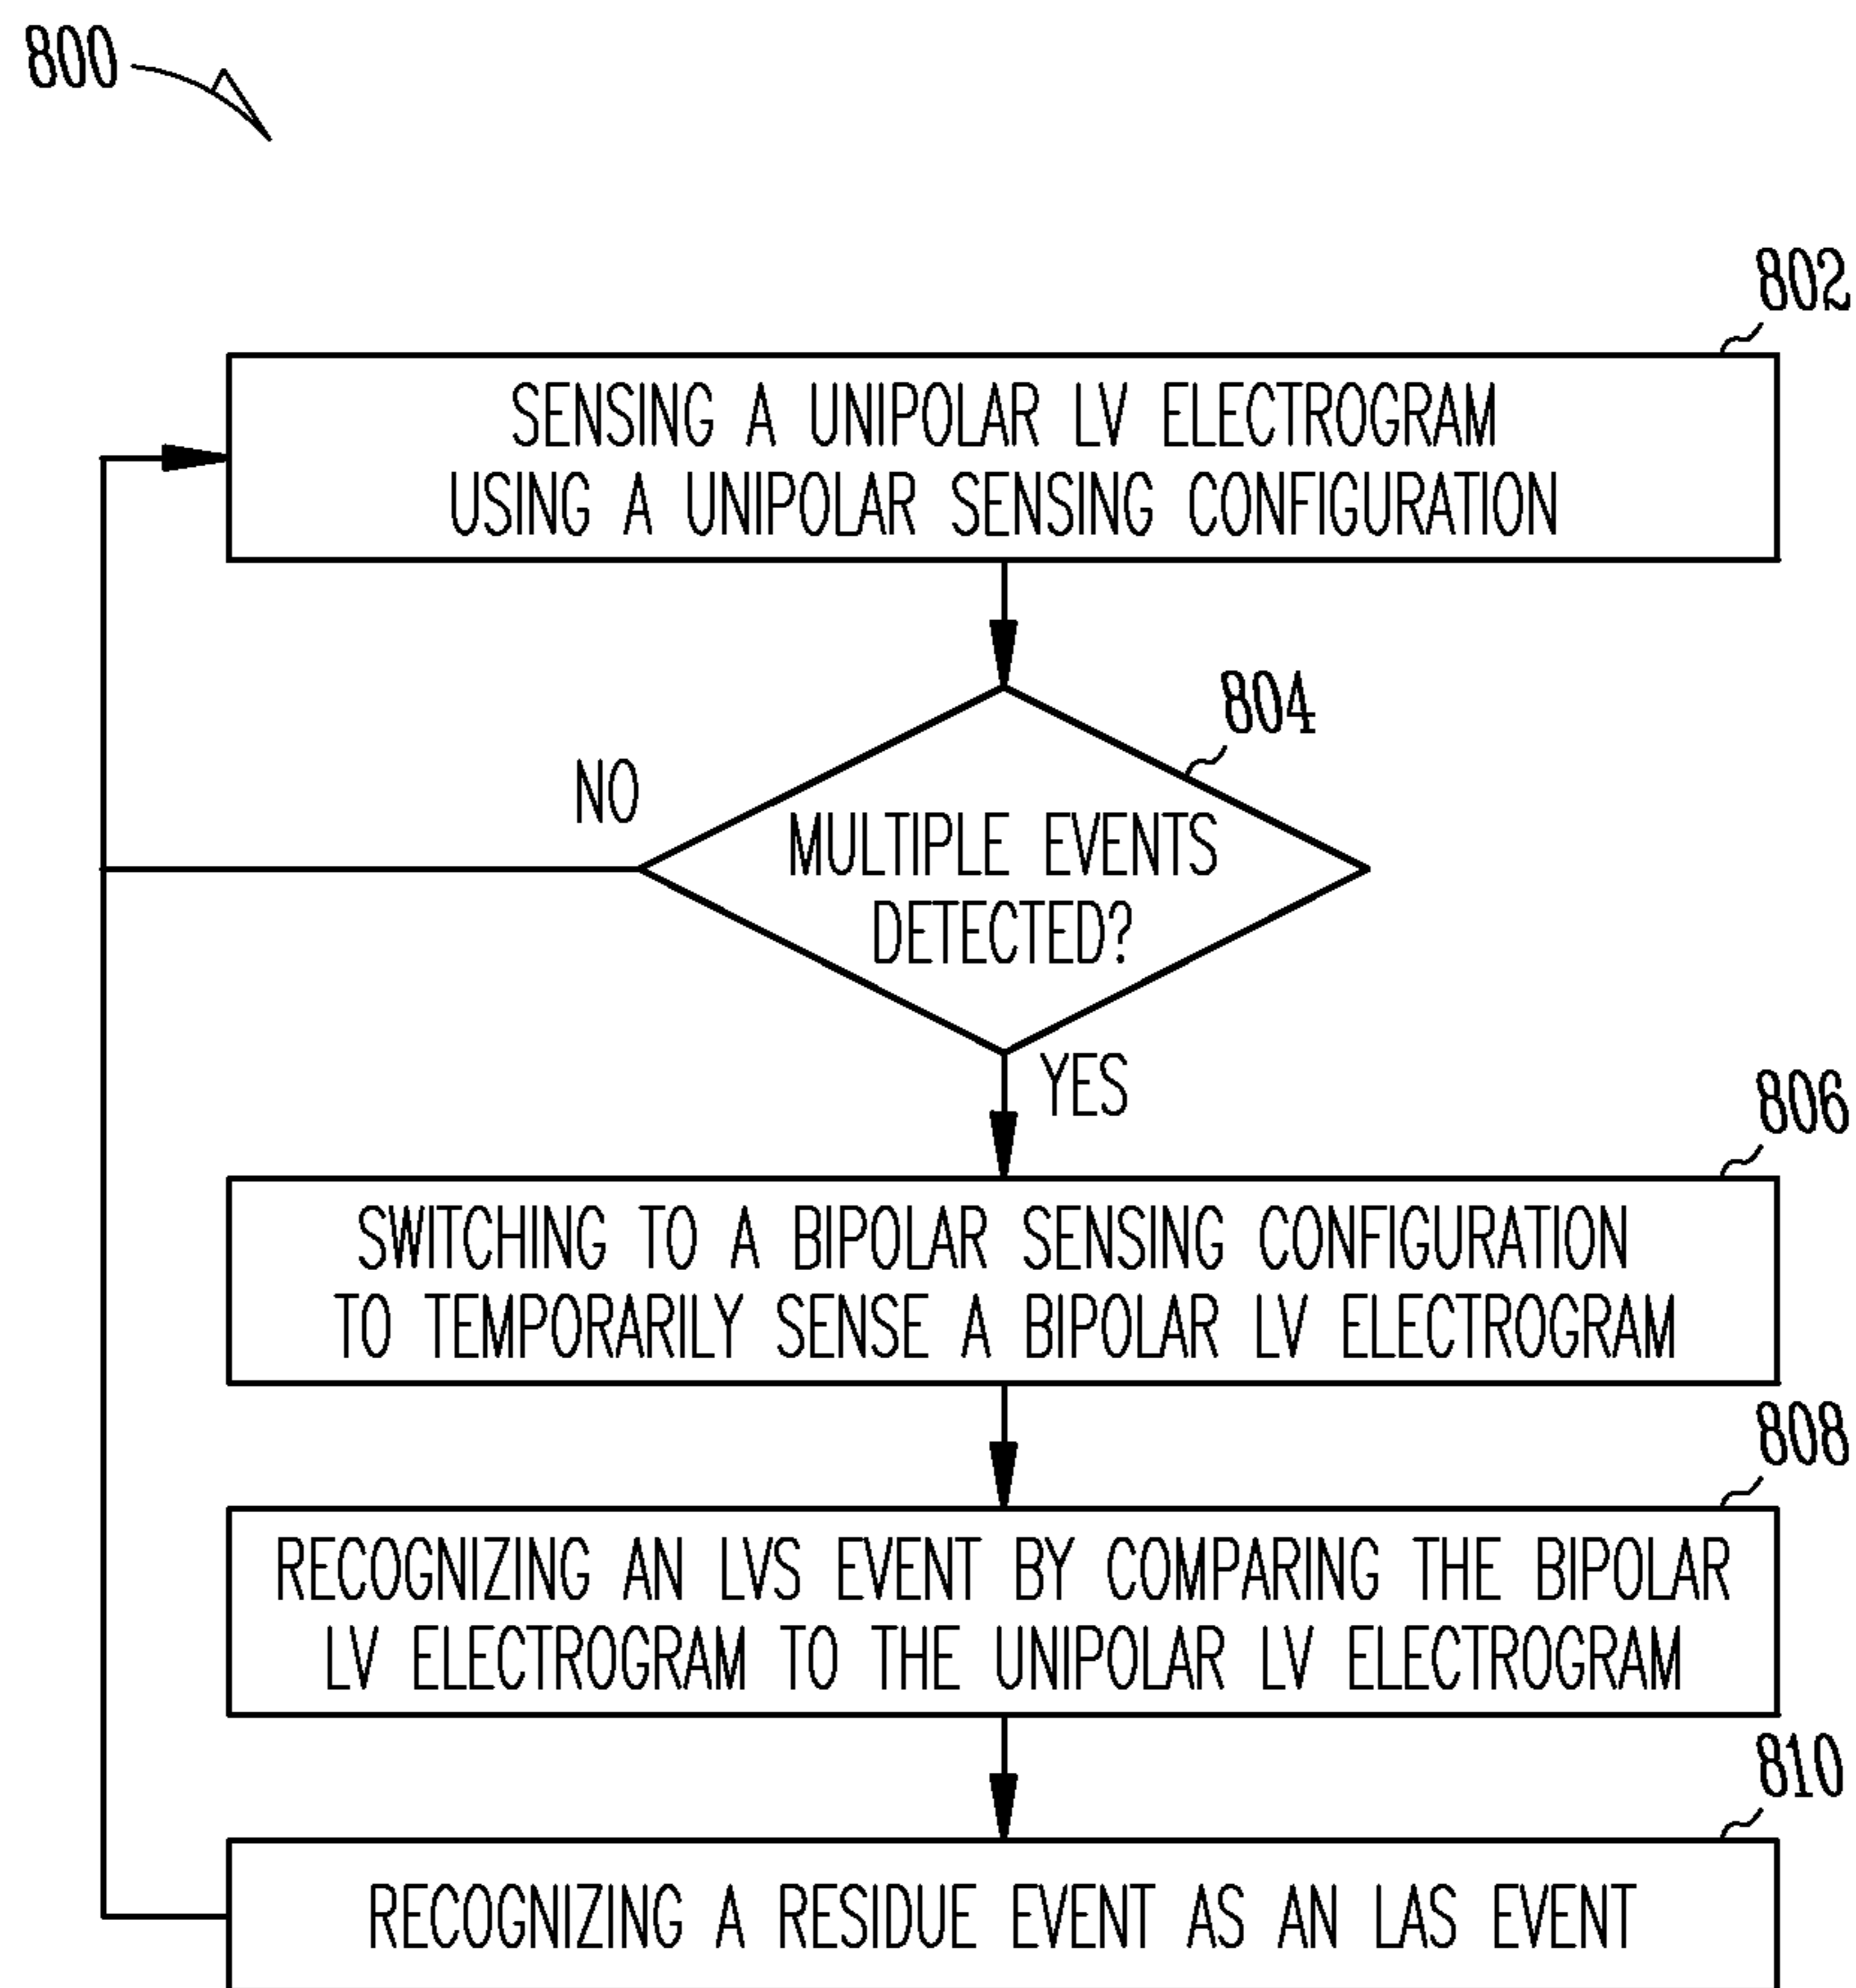 800
802
SENSING A UNIPOLAR LV ELECTROGRAM
USING A UNIPOLAR SENSING CONFIGURATION
804
NO
MULTIPLE EVENTS
DETECTED?
YES
806
SWITCHING TO A BIPOLAR SENSING CONFIGURATION
TO TEMPORARILY SENSE A BIPOLAR LV ELECTROGRAM
808
RECOGNIZING AN LVS EVENT BY COMPARING THE BIPOLAR
LV ELECTROGRAM TO THE UNIPOLAR LV ELECTROGRAM
810
RECOGNIZING A RESIDUE EVENT AS AN LAS EVENT